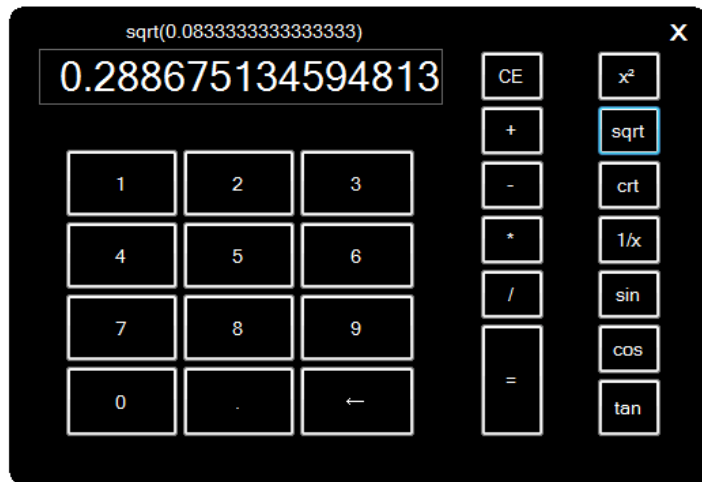 sqrt(0.0833333333333333)
X
0.288675134594813
CE
x²
+
sqrt
1
2
3
-
crt
4
5
6
*
1/x
/
sin
7
8
9
=
cos
0
.
←
tan